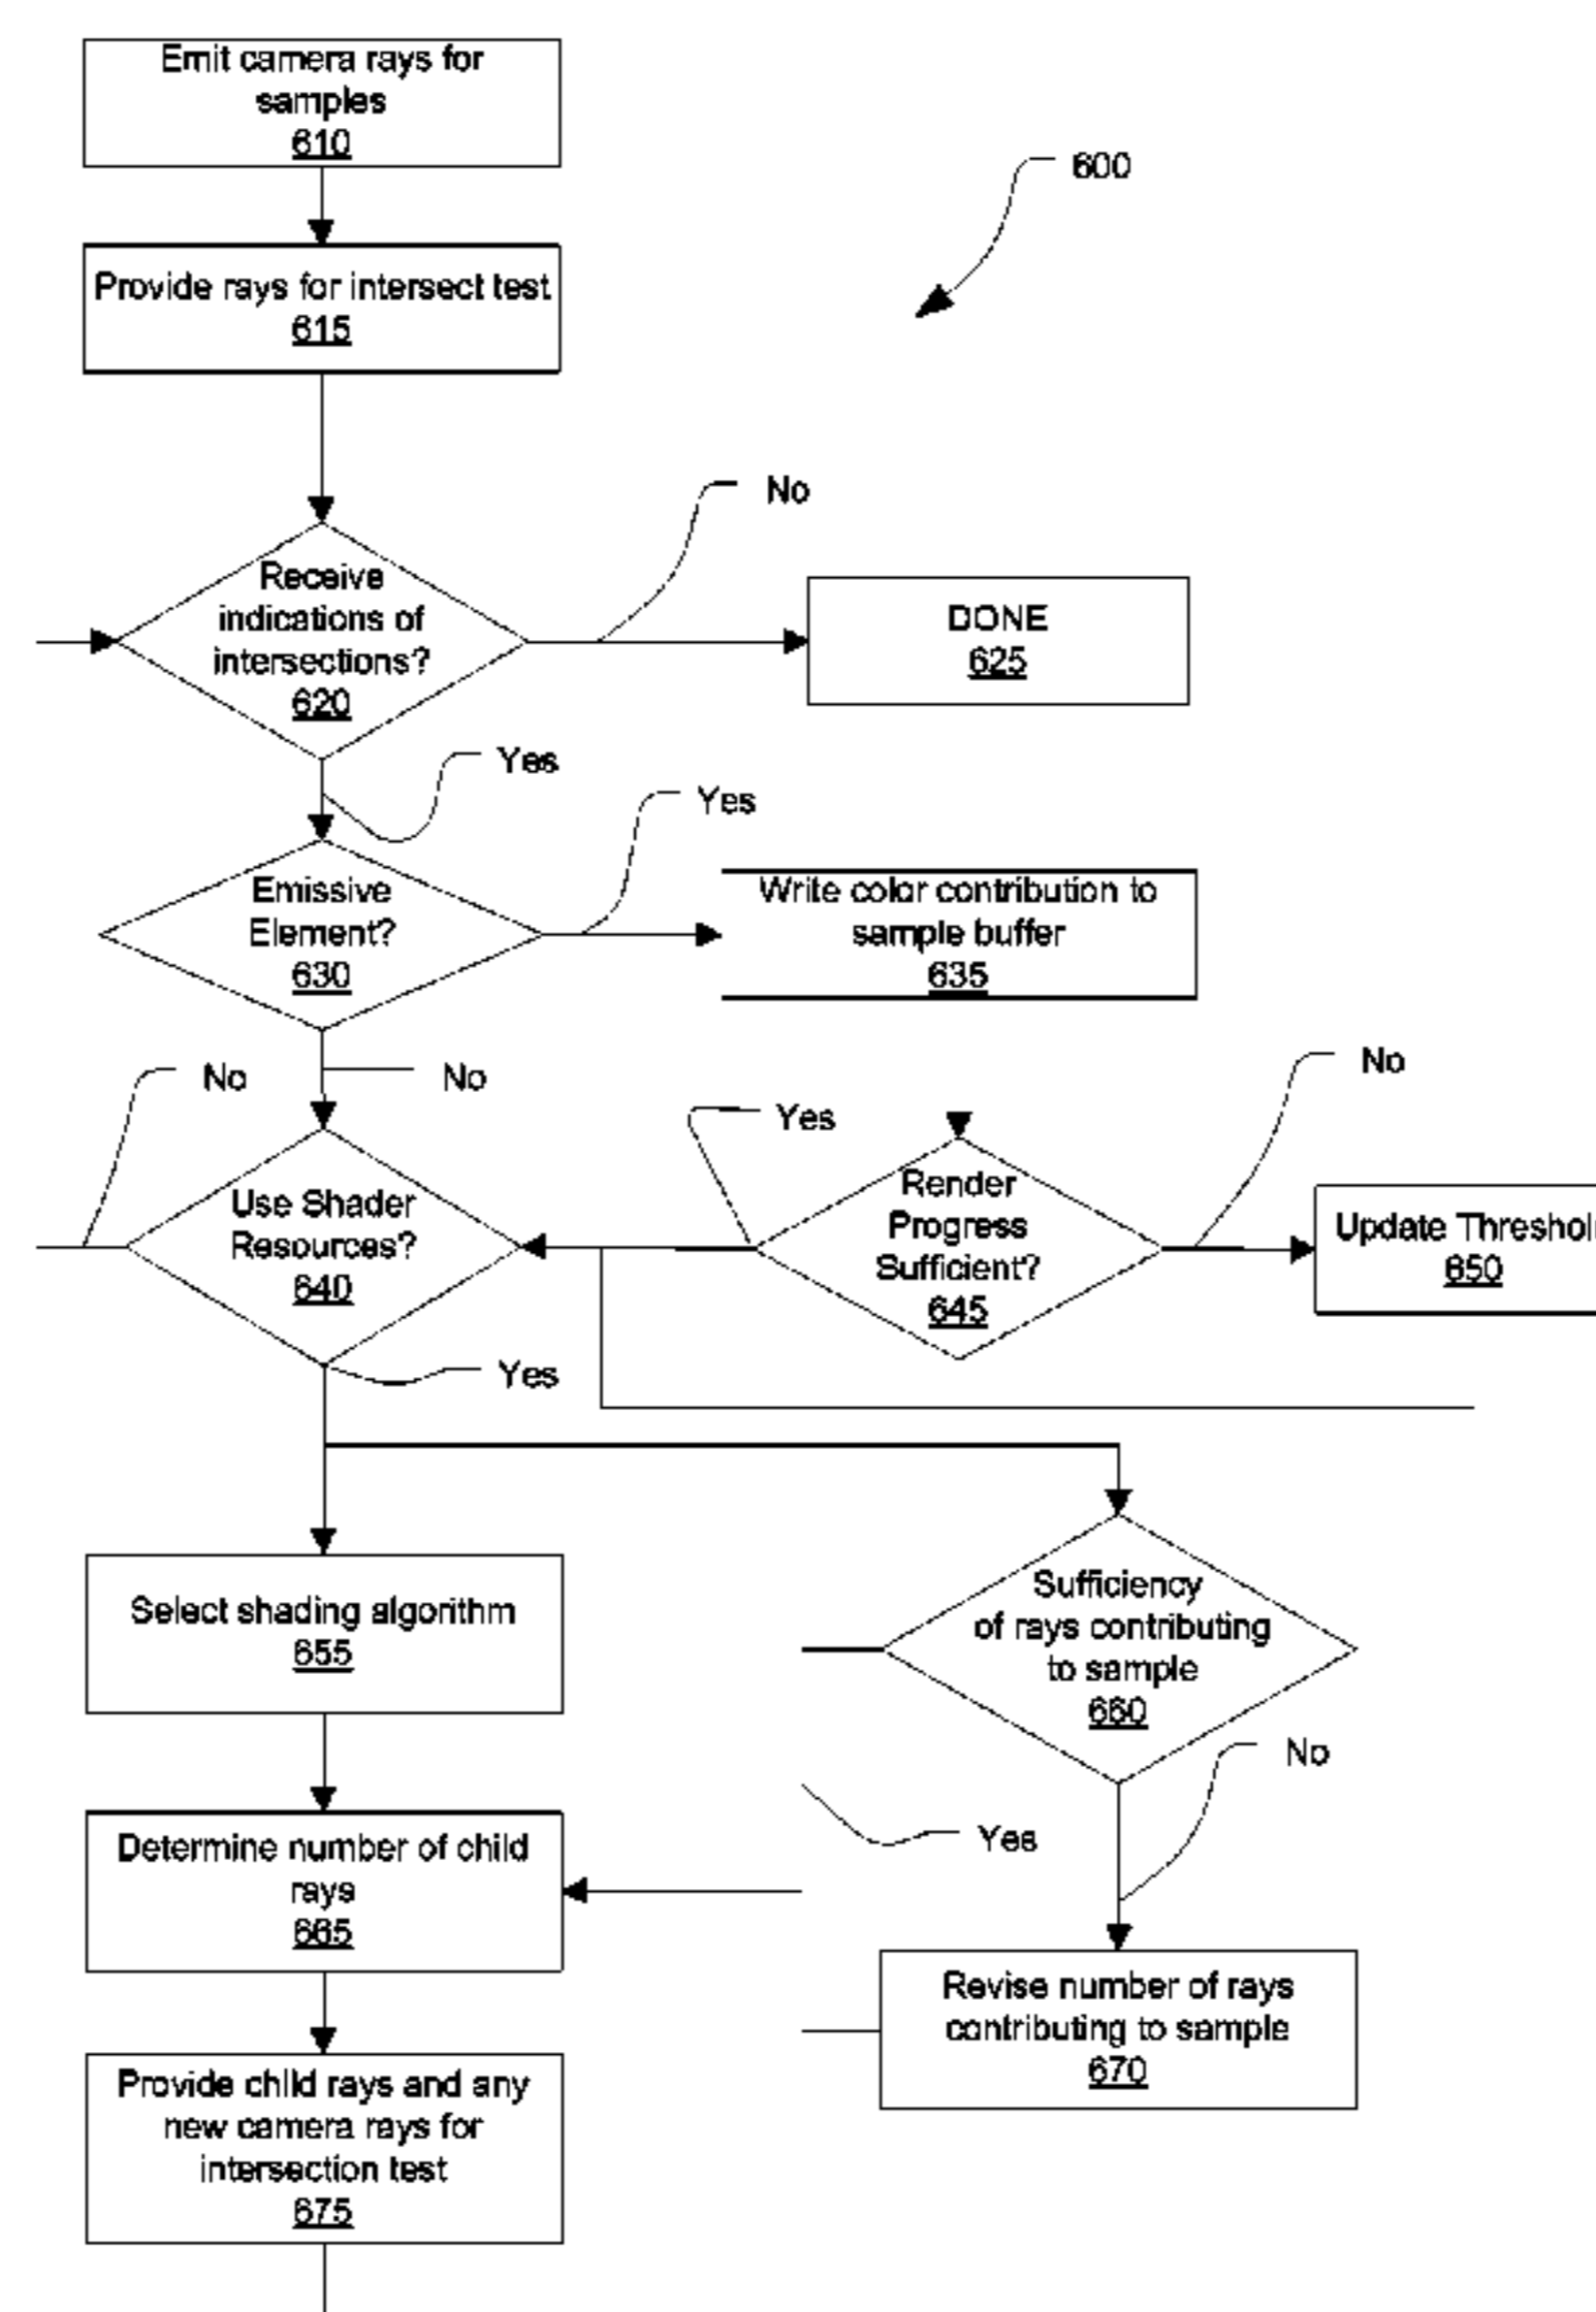 Emit camera rays for
samples
610
600
Provide rays for intersect test
615
No
Receive
indications of
intersections?
620
DONE
625
Yes
Yes
Emissive
Element?
630
Write color contribution to
sample buffer
635
No
No
Yes
No
Use Shader
Resources?
640
Render
Progress
Sufficient?
645
Update Threshol
650
Yes
Select shading algorithm
655
Sufficiency
of rays contributing
to sample
660
No
Yes
Determine number of child
rays
665
Revise number of rays
contributing to sample
670
Provide child rays and any
new camera rays for
intersection test
675